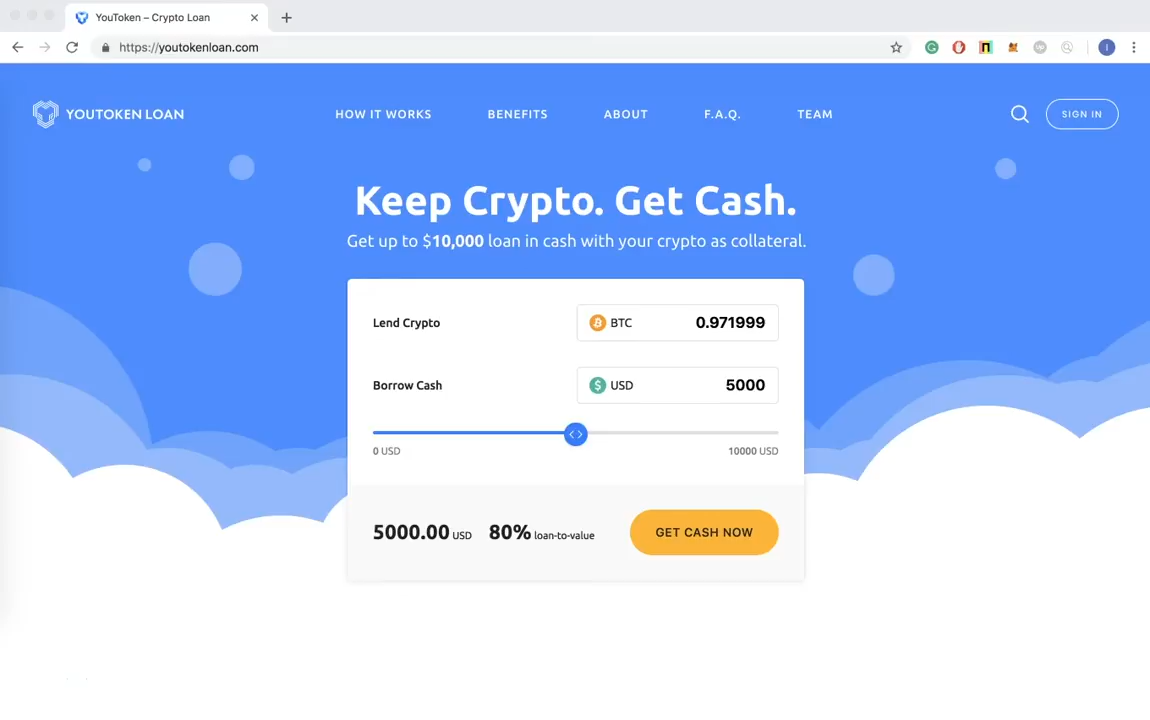 YouToken – Crypto Loan
https://youtokenloan.com
YOUTOKEN LOAN
HOW IT WORKS
BENEFITS
ABOUT
F.A.Q.
TEAM
SIGN IN
Keep Crypto. Get Cash.
Get up to $10,000 loan in cash with your crypto as collateral.
Lend Crypto
BTC
0.971999
Borrow Cash
USD
5000
0 USD
10000 USD
5000.00 USD
80% loan-to-value
GET CASH NOW